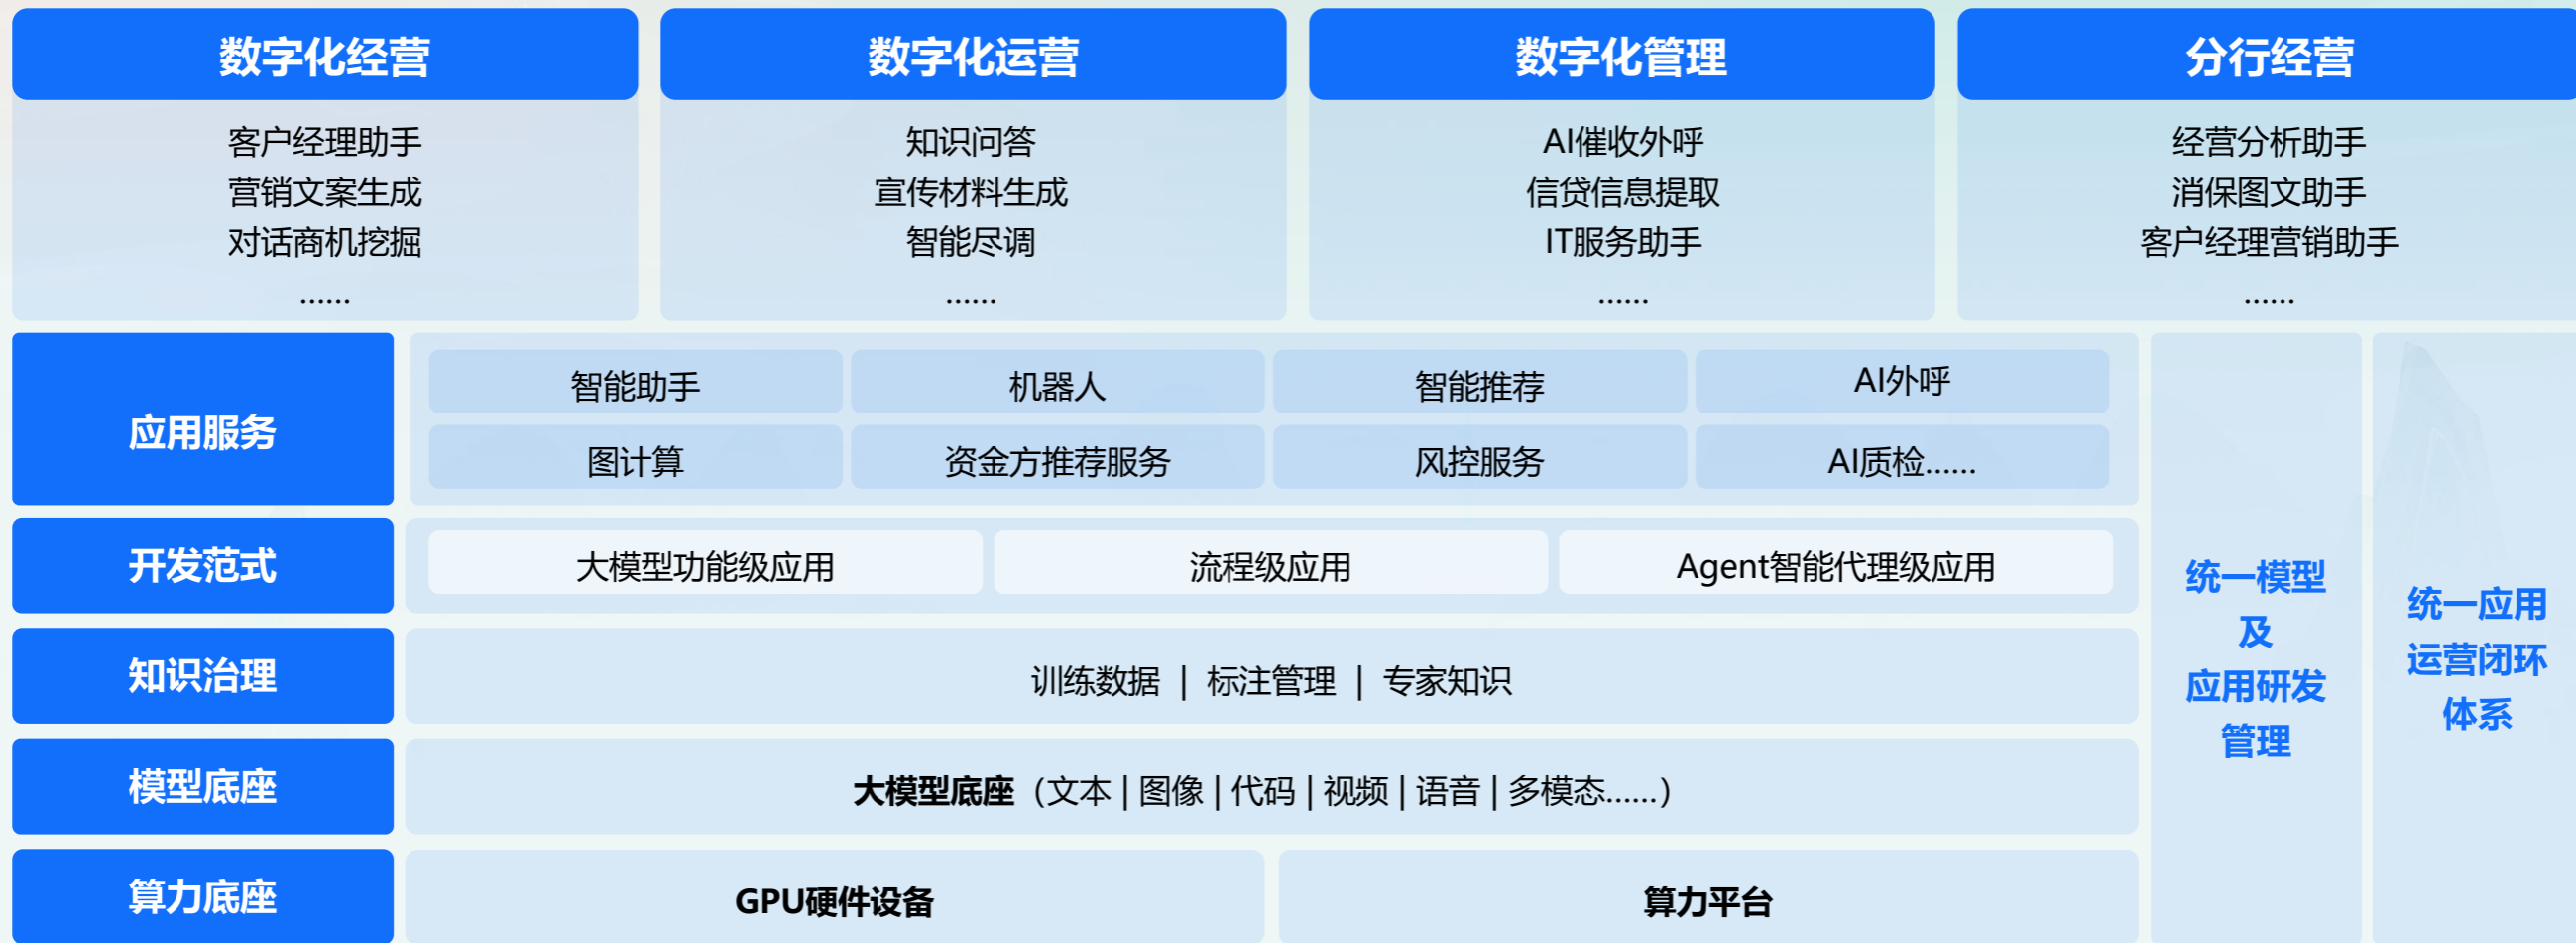 数字化经营
客户经理助手
营销文案生成
对话商机挖掘
......
数字化运营
知识问答
宣传材料生成
智能尽调
......
数字化管理
AI催收外呼
信贷信息提取
IT服务助手
......
分行经营
经营分析助手
消保图文助手
客户经理营销助手
......
应用服务
智能助手
机器人
智能推荐
AI外呼
图计算
资金方推荐服务
风控服务
AI质检......
开发范式
大模型功能级应用
流程级应用
Agent智能代理级应用
知识治理
训练数据 | 标注管理 | 专家知识
模型底座
大模型底座（文本 | 图像 | 代码 | 视频 | 语音 | 多模态......）
算力底座
GPU硬件设备
算力平台
统一模型
及
应用研发
管理
统一应用
运营闭环
体系